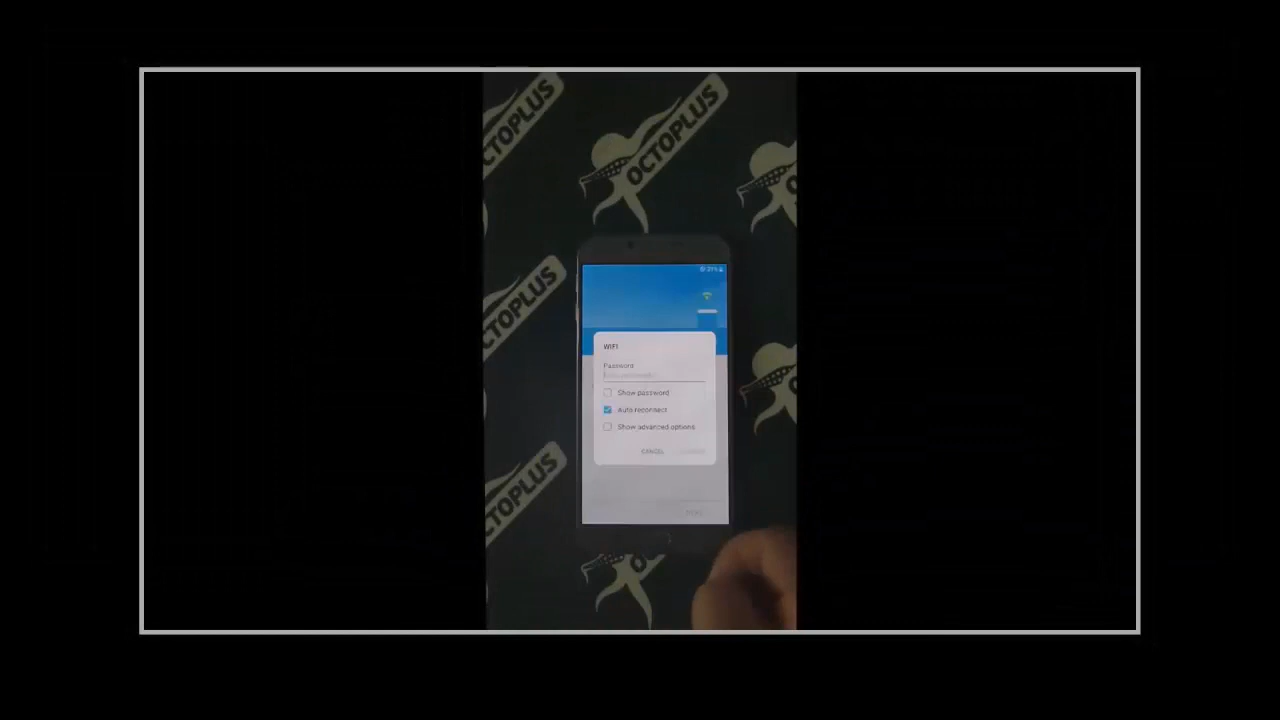 OCTOPLUS
OCTOPLUS
OCTOPLUS
WIFI
Password
Show password
Auto reconnect
Show advanced options
CANCEL
OCTOPLUS